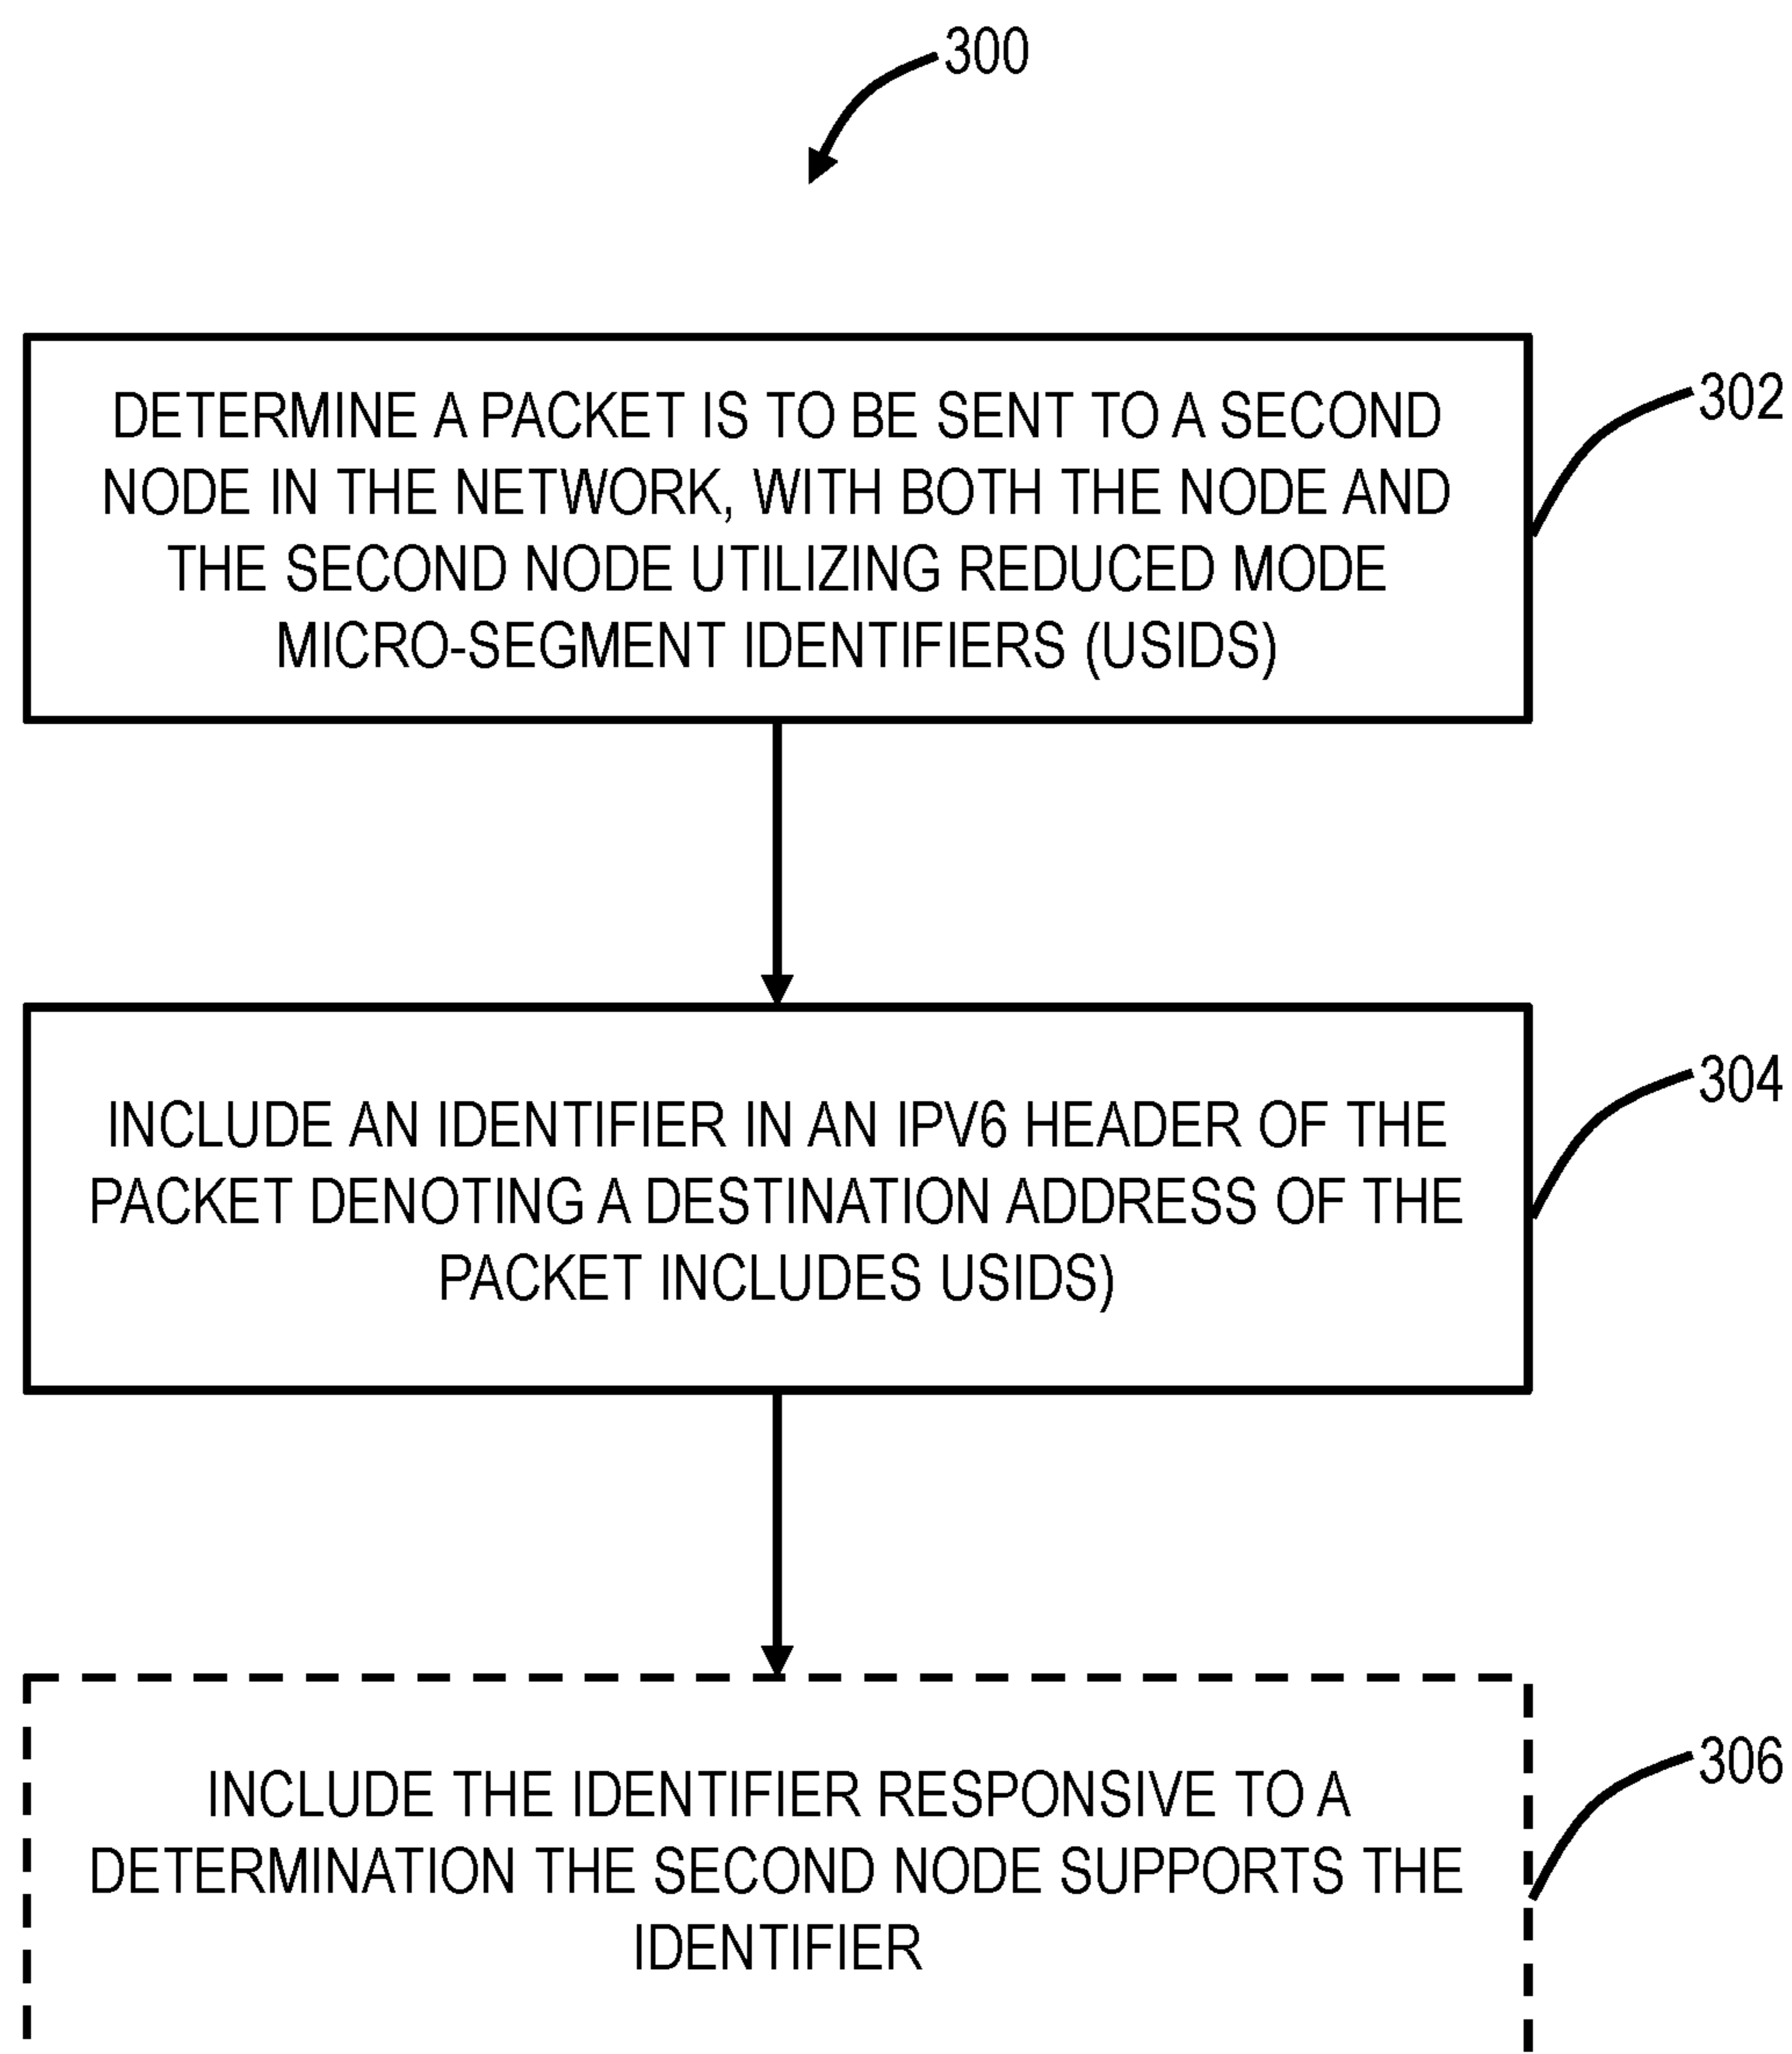 300
DETERMINE A PACKET IS TO BE SENT TO A SECOND
NODE IN THE NETWORK, WITH BOTH THE NODE AND
THE SECOND NODE UTILIZING REDUCED MODE
MICRO-SEGMENT IDENTIFIERS (USIDS)
302
INCLUDE AN IDENTIFIER IN AN IPV6 HEADER OF THE
PACKET DENOTING A DESTINATION ADDRESS OF THE
PACKET INCLUDES USIDS)
304
INCLUDE THE IDENTIFIER RESPONSIVE TO A
DETERMINATION THE SECOND NODE SUPPORTS THE
IDENTIFIER
306